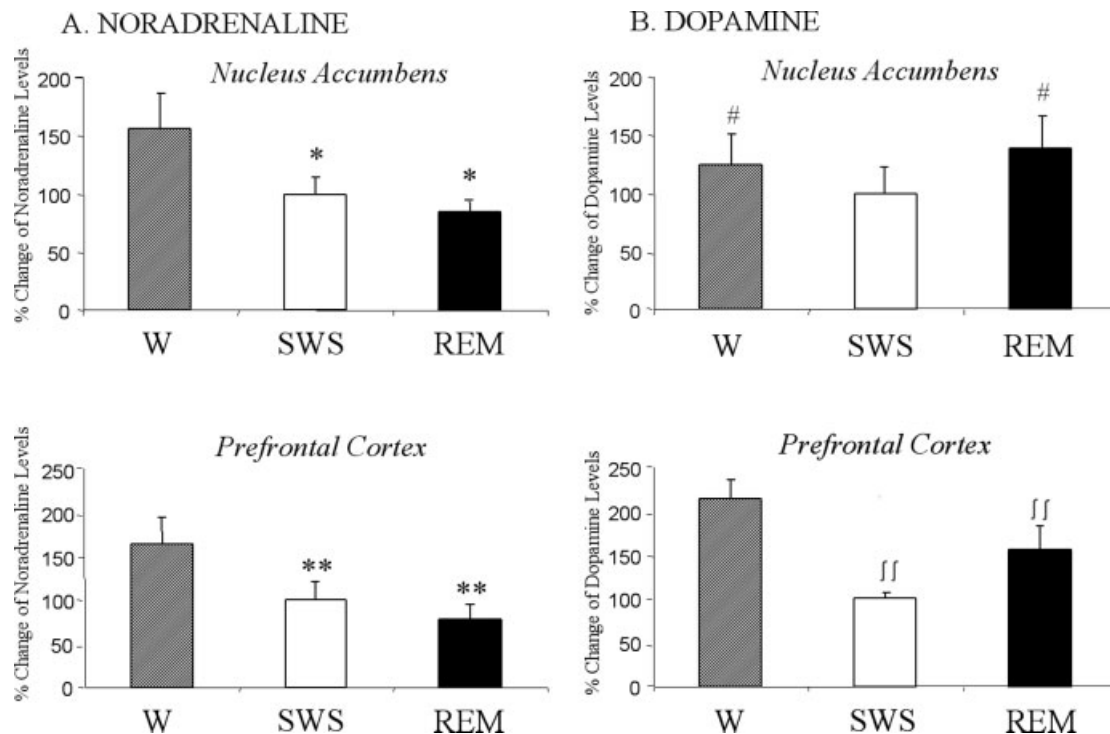 A. NORADRENALINE
Nucleus Accumbens
% Change of Noradrenaline Levels
200
150
100
50
0
*
*
W
SWS
REM
B. DOPAMINE
Nucleus Accumbens
% Change of Dopamine Levels
200
150
100
50
0
#
#
W
SWS
REM
Prefrontal Cortex
% Change of Noradrenaline Levels
250
200
150
100
50
0
**
**
W
SWS
REM
Prefrontal Cortex
% Change of Dopamine Levels
250
200
150
100
50
0
∫∫
∫∫
W
SWS
REM